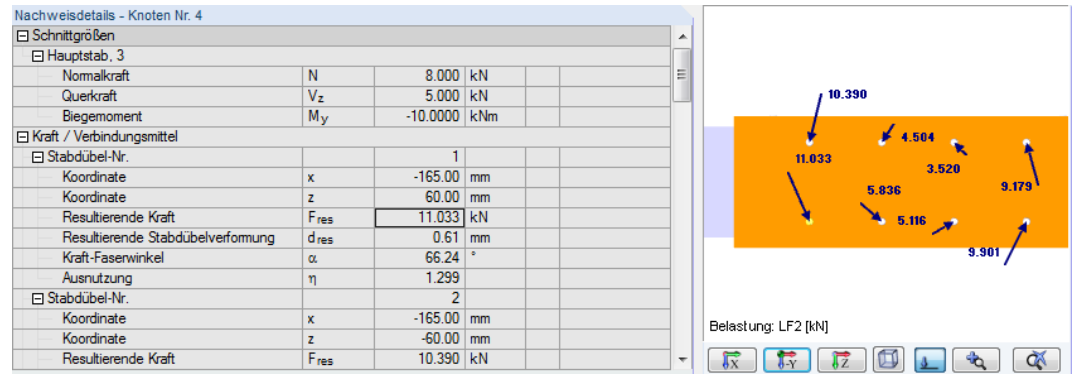 Nachweisdetails - Knoten Nr. 4
Schnittgrößen
Hauptstab, 3
Normalkraft N 8.000 kN
Querkraft Vz 5.000 kN
Biegemoment My -10.0000 kNm
Kraft / Verbindungsmittel
Stabdübel-Nr. 1
Koordinate x -165.00 mm
Koordinate z 60.00 mm
Resultierende Kraft Fres 11.033 kN
Resultierende Stabdübelverformung dres 0.61 mm
Kraft-Faserwinkel α 66.24 °
Ausnutzung η 1.299
Stabdübel-Nr. 2
Koordinate x -165.00 mm
Koordinate z -60.00 mm
Resultierende Kraft Fres 10.390 kN
10.390
4.504
11.033
3.520
9.179
5.836
5.116
9.901
Belastung: LF2 [kN]
X
-Y
Z